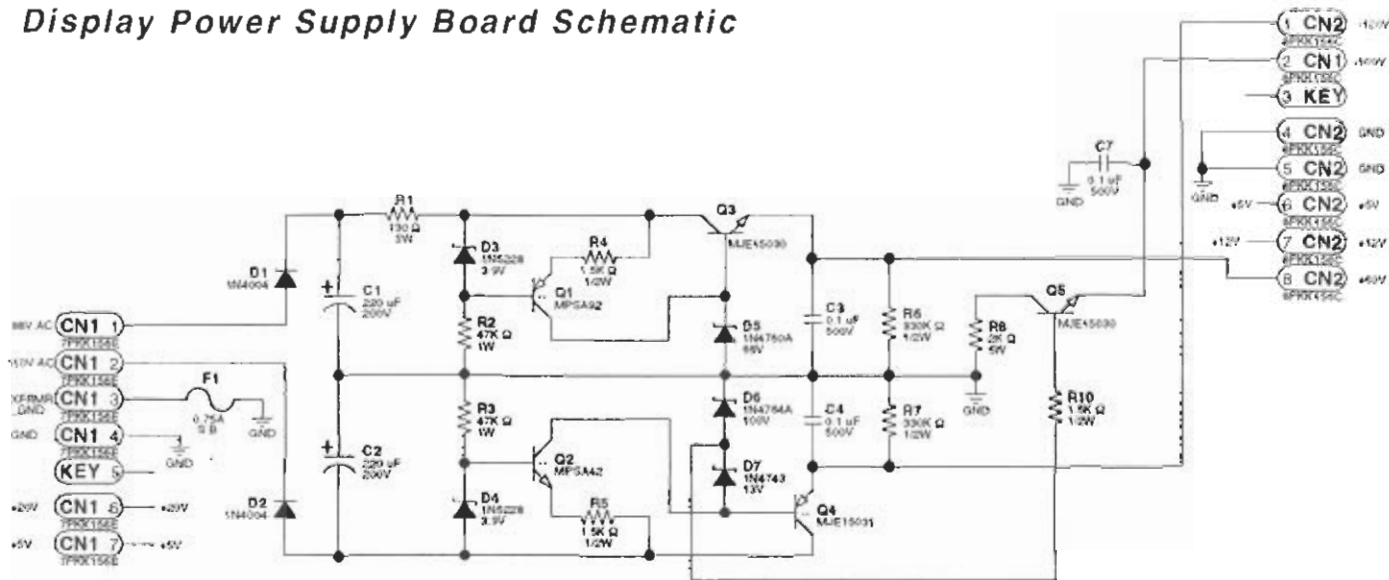 Display Power Supply Board Schematic
1 CN2
2 CN1
3 KEY
4 CN2 GND
5 CN2 GND
6 CN2 +5V
7 CN2 +12V
8 CN2 +60V
GND
+5V
+12V
C7
0.1 uF
500V
GND
R1
3W
D1
1N4004
C1
220 uF
200V
D3
1N5228
3.9V
R4
1.5K Ω
1/2W
Q1
MPSA92
R2
47K Ω
1W
Q3
MJE15030
D5
C3
0.1 uF
500V
R6
330K Ω
1/2W
Q5
MJE15030
R8
2K Ω
5W
GND
R10
1.5K Ω
1/2W
CN1 1
CN1 2
CN1 3
CN1 4
KEY 5
CN1 6
CN1 7
GND
+20V
+5V
+5V
F1
0.75A
S.B.
GND
GND
D2
1N4004
C2
220 uF
200V
R3
47K Ω
1W
D4
1N5228
3.9V
Q2
MPSA42
R5
1.5K Ω
1/2W
D6
1N4764A
100V
D7
1N4743
13V
C4
0.1 uF
500V
R7
330K Ω
1/2W
Q4
MJE15031